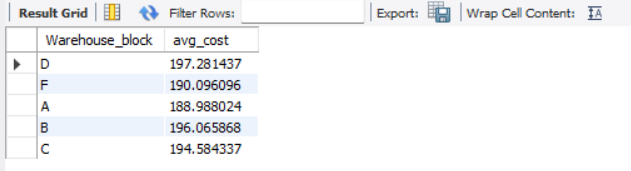 Result Grid Filter Rows: Export: Wrap Cell Content: IA
Warehouse_block avg_cost
D 197.281437
F 190.096096
A 188.988024
B 196.065868
C 194.584337